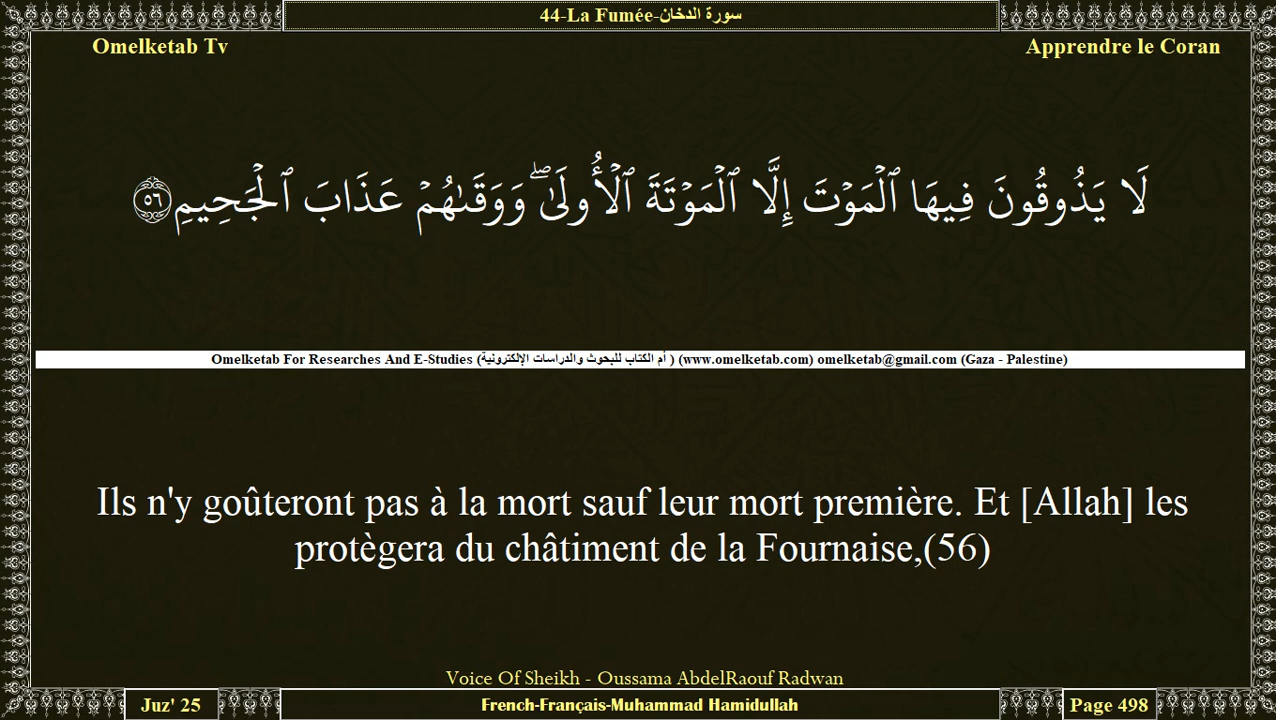 44-La Fumée-سورة الدخان
Omelketab Tv
Apprendre le Coran
لَا يَذُوقُونَ فِيهَا ٱلْمَوْتَ إِلَّا ٱلْمَوْتَةَ ٱلْأُولَىٰ ۖ وَوَقَىٰهُمْ عَذَابَ ٱلْجَحِيمِ ٥٦
Omelketab For Researches And E-Studies (أم الكتاب للبحوث والدراسات الإلكترونية ) (www.omelketab.com) omelketab@gmail.com (Gaza - Palestine)
Ils n'y goûteront pas à la mort sauf leur mort première. Et [Allah] les
protègera du châtiment de la Fournaise,(56)
Voice Of Sheikh - Oussama AbdelRaouf Radwan
Juz' 25
French-Français-Muhammad Hamidullah
Page 498